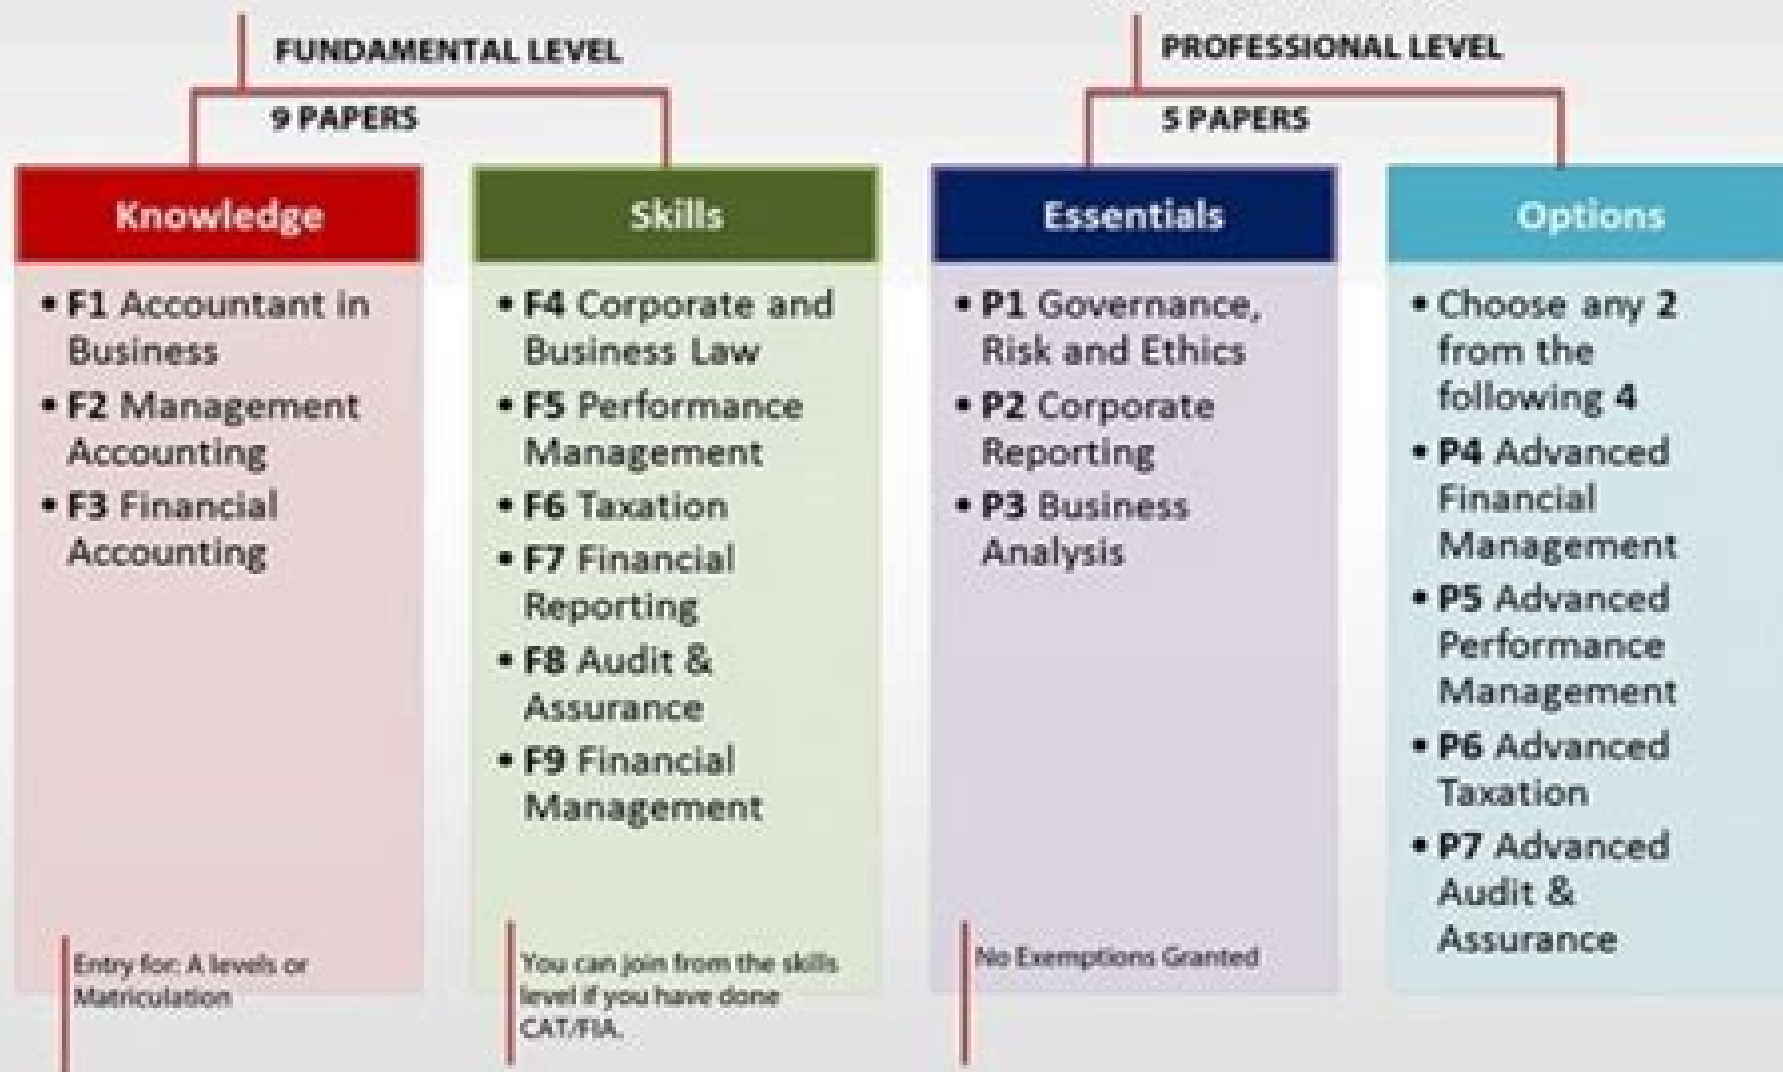 FUNDAMENTAL LEVEL
9 PAPERS
Knowledge
• F1 Accountant in
Business
• F2 Management
Accounting
• F3 Financial
Accounting
Entry for: A levels or
Matriculation
Skills
• F4 Corporate and
Business Law
• F5 Performance
Management
• F6 Taxation
• F7 Financial
Reporting
• F8 Audit &
Assurance
• F9 Financial
Management
You can join from the skills
level if you have done
CAT/FIA.
PROFESSIONAL LEVEL
5 PAPERS
Essentials
• P1 Governance,
Risk and Ethics
• P2 Corporate
Reporting
• P3 Business
Analysis
No Exemptions Granted
Options
• Choose any 2
from the
following 4
• P4 Advanced
Financial
Management
• P5 Advanced
Performance
Management
• P6 Advanced
Taxation
• P7 Advanced
Audit &
Assurance